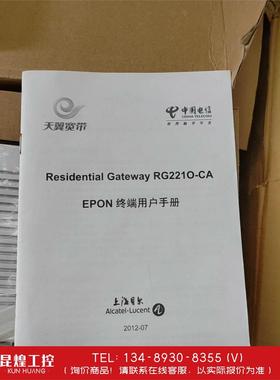 天翼宽带
中国电信
CHINA TELECOM
Residential Gateway RG221O-CA
EPON 终端用户手册
上海贝尔
Alcatel·Lucent
2012-07
昆煌工控
KUN HUANG
TEL: 134-8930-8355 (V)
(询价商品!请联系在线客服，以实际报价为准)